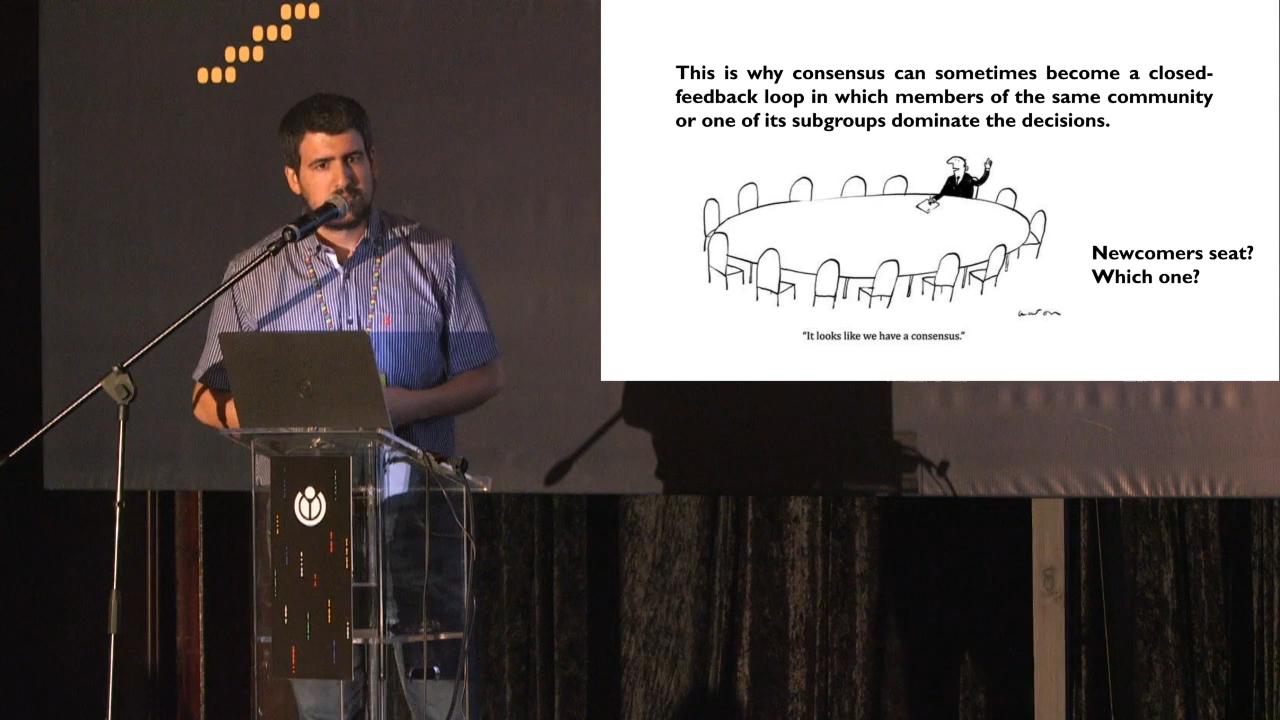 This is why consensus can sometimes become a closed-
feedback loop in which members of the same community
or one of its subgroups dominate the decisions.
Newcomers seat?
Which one?
"It looks like we have a consensus."